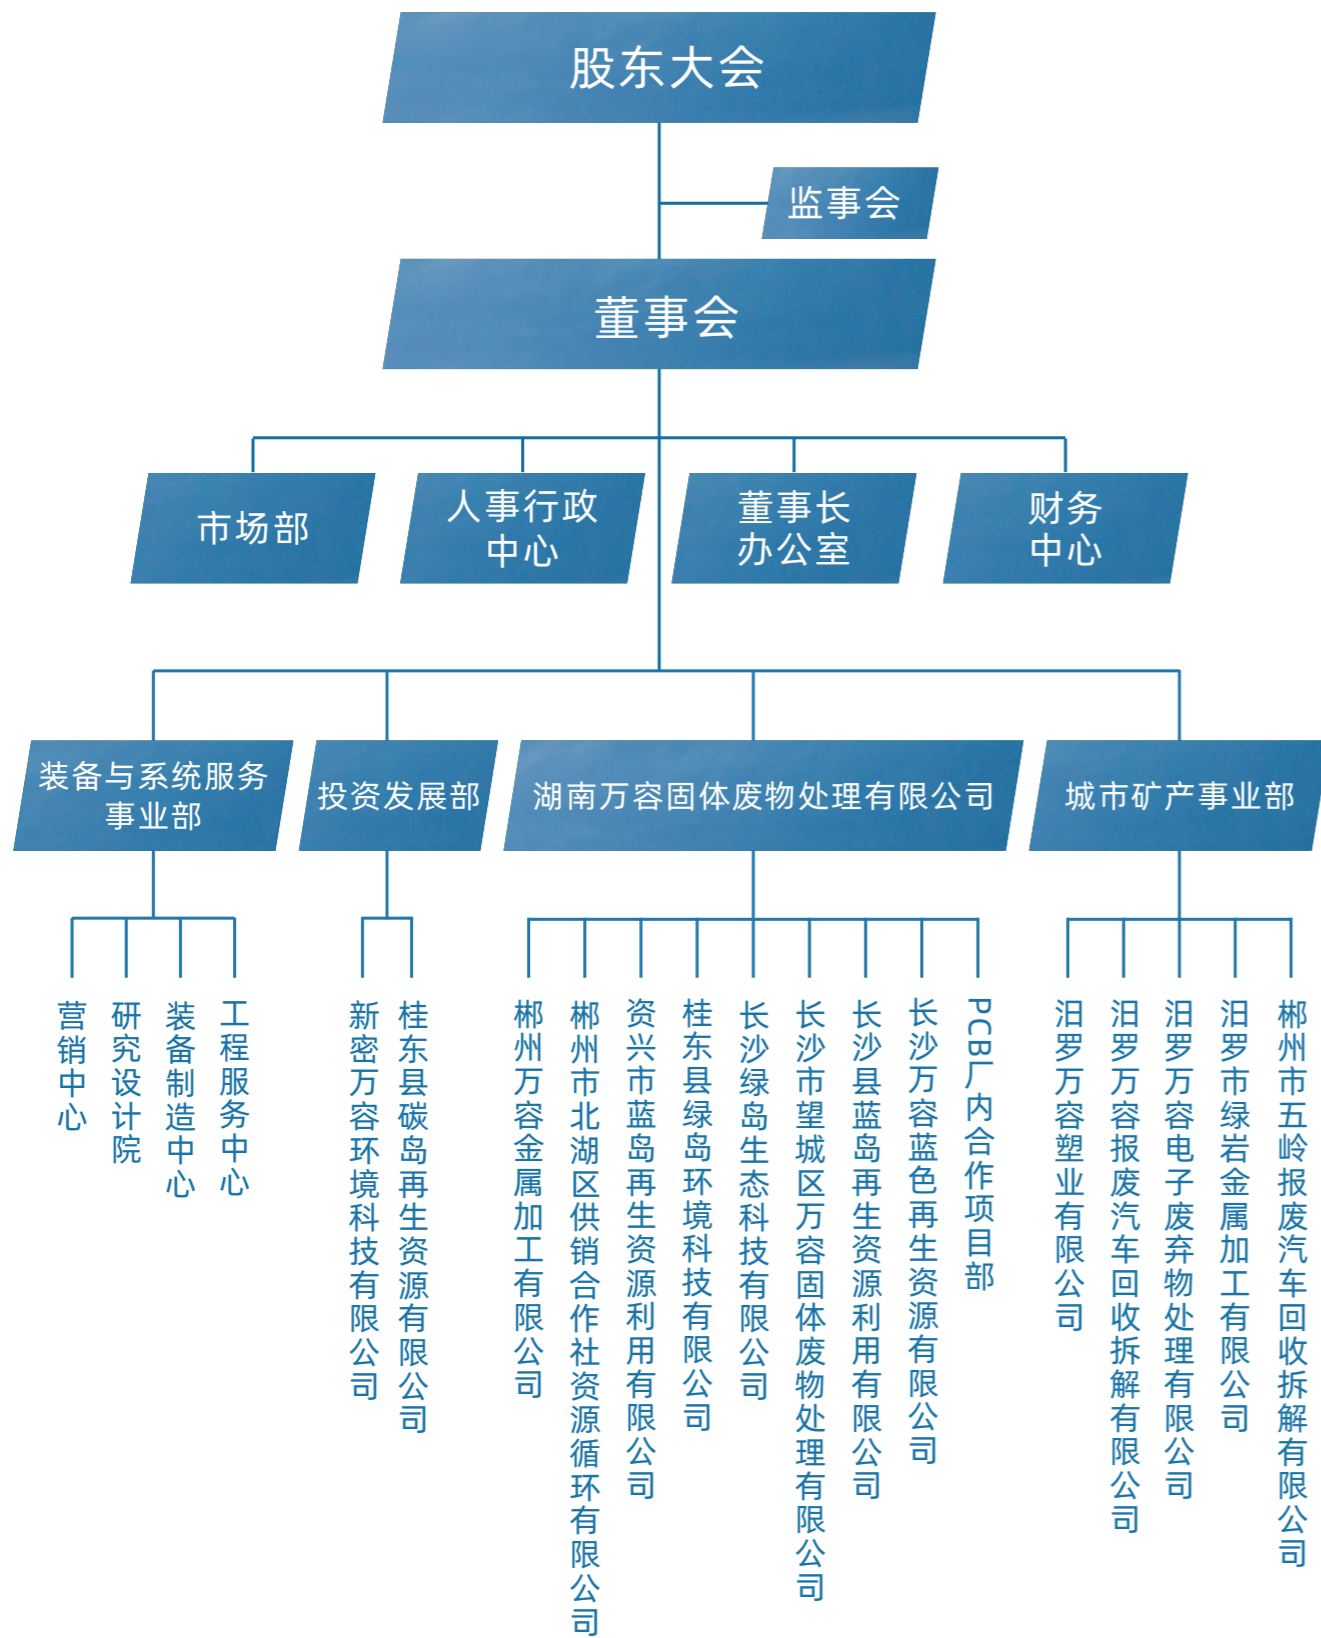 股东大会
监事会
董事会
市场部
人事行政
中心
董事长
办公室
财务
中心
装备与系统服务
事业部
投资发展部
湖南万容固体废物处理有限公司
城市矿产事业部
营销中心
研究设计院
装备制造中心
工程服务中心
新密万容环境科技有限公司
桂东县碳岛再生资源有限公司
郴州万容金属加工有限公司
郴州市北湖区供销合作社资源循环有限公司
资兴市蓝岛再生资源利用有限公司
桂东县绿岛环境科技有限公司
长沙绿岛生态科技有限公司
长沙市望城区万容固体废物处理有限公司
长沙县蓝岛再生资源利用有限公司
长沙万容蓝色再生资源有限公司
PCB厂内合作项目部
汨罗万容塑业有限公司
汨罗万容报废汽车回收拆解有限公司
汨罗万容电子废弃物处理有限公司
汨罗市绿岩金属加工有限公司
郴州市五岭报废汽车回收拆解有限公司